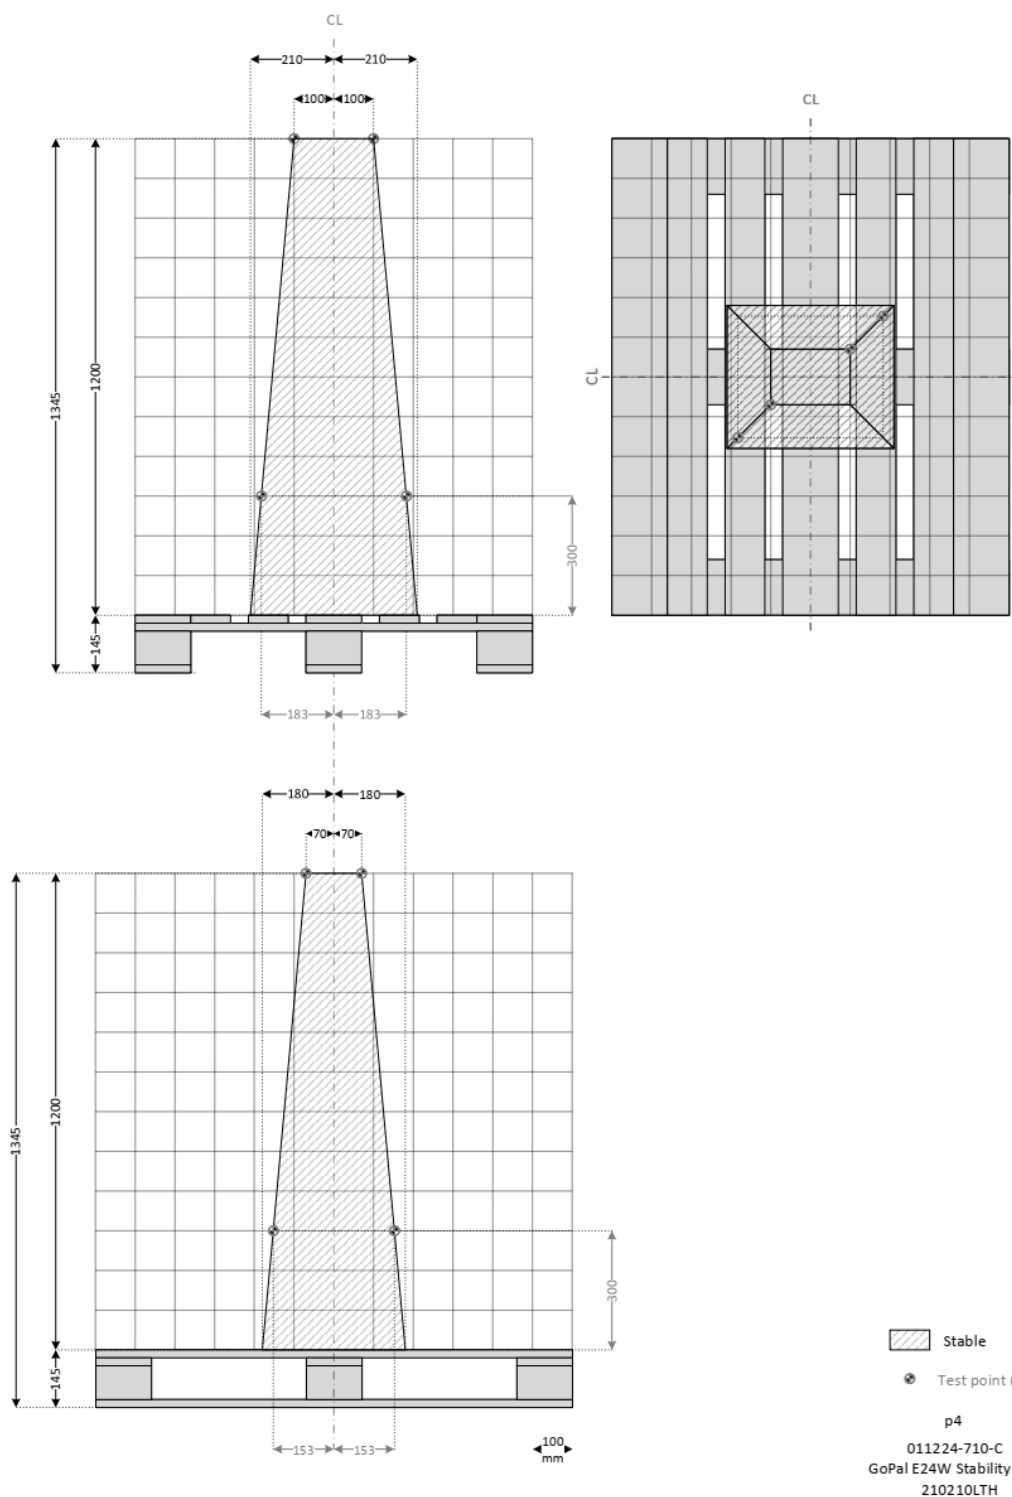 CL
210 210
100 100
CL
1345
1200
CL
300
145
183 183
180 180
70 70
1345
1200
300
145
153 153
100
mm
Stable
Test point (
p4
011224-710-C
GoPal E24W Stability
210210LTH